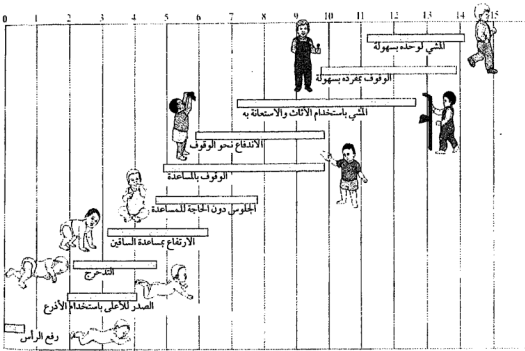 0 1 2 3 4 5 6 7 8 9 10 11 12 13 14 15
المشي لوحده بسهولة
الوقوف بمفرده بسهولة
المشي باستخدام الأثاث والاستعانة به
الاندفاع نحو الوقوف
الوقوف بالمساعدة
الجلوس دون الحاجة للمساعدة
الارتفاع بمساعدة الساقين
التدحرج
الصدر للأعلى باستخدام الأذرع
رفع الرأس